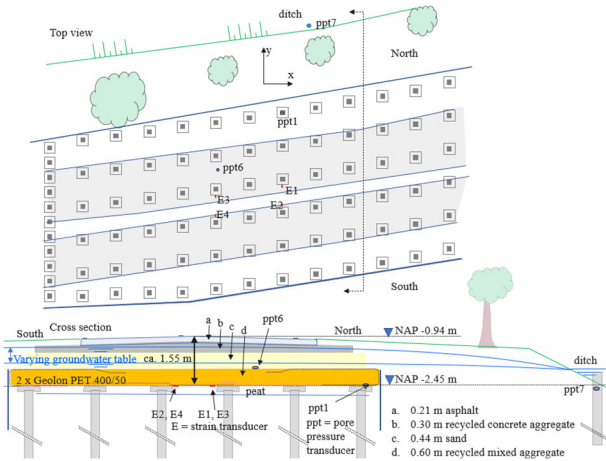 ditch
ppt7
Top view
y
North
x
ppt1
ppt6
E1
E3
E2
E4
South
Cross section
a
b
c
d
ppt6
South
North
NAP -0.94 m
Varying groundwater table
ca. 1.55 m
ditch
2 x Geolon PET 400/50
NAP -2.45 m
peat
ppt7
E2, E4
E1, E3
E = strain transducer
ppt1
ppt = pore
pressure
transducer
a. 0.21 m asphalt
b. 0.30 m recycled concrete aggregate
c. 0.44 m sand
d. 0.60 m recycled mixed aggregate